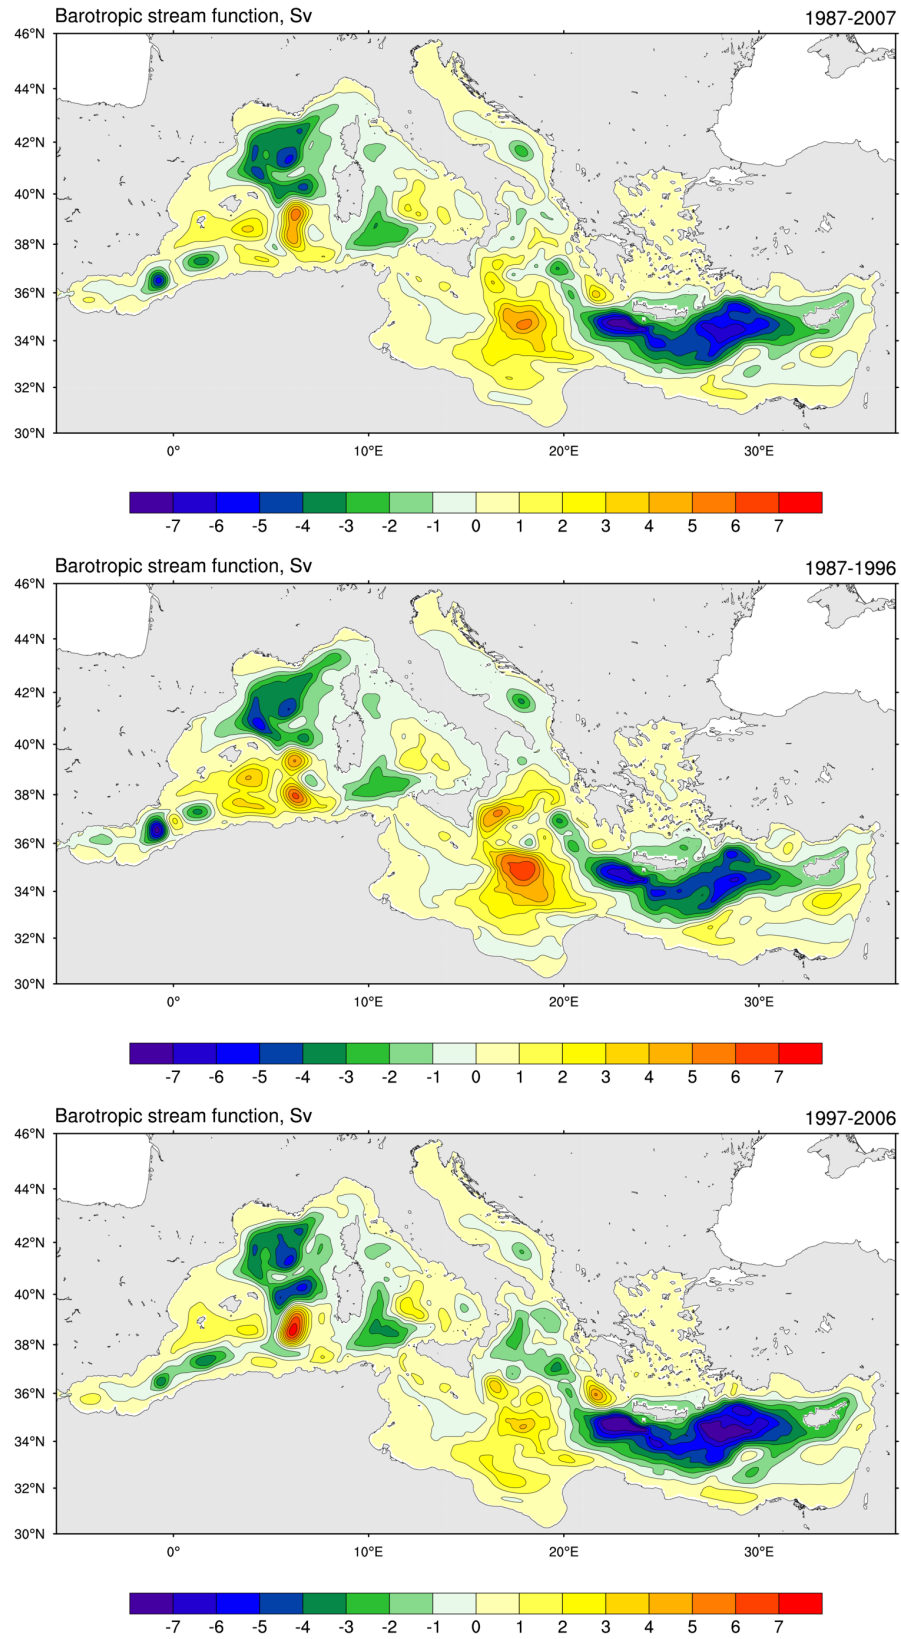 Barotropic stream function, Sv 1987-2007
46°N
44°N
42°N
40°N
38°N
36°N
34°N
32°N
30°N
0° 10°E 20°E 30°E
-7 -6 -5 -4 -3 -2 -1 0 1 2 3 4 5 6 7
Barotropic stream function, Sv 1987-1996
46°N
44°N
42°N
40°N
38°N
36°N
34°N
32°N
30°N
0° 10°E 20°E 30°E
-7 -6 -5 -4 -3 -2 -1 0 1 2 3 4 5 6 7
Barotropic stream function, Sv 1997-2006
46°N
44°N
42°N
40°N
38°N
36°N
34°N
32°N
30°N
0° 10°E 20°E 30°E
-7 -6 -5 -4 -3 -2 -1 0 1 2 3 4 5 6 7